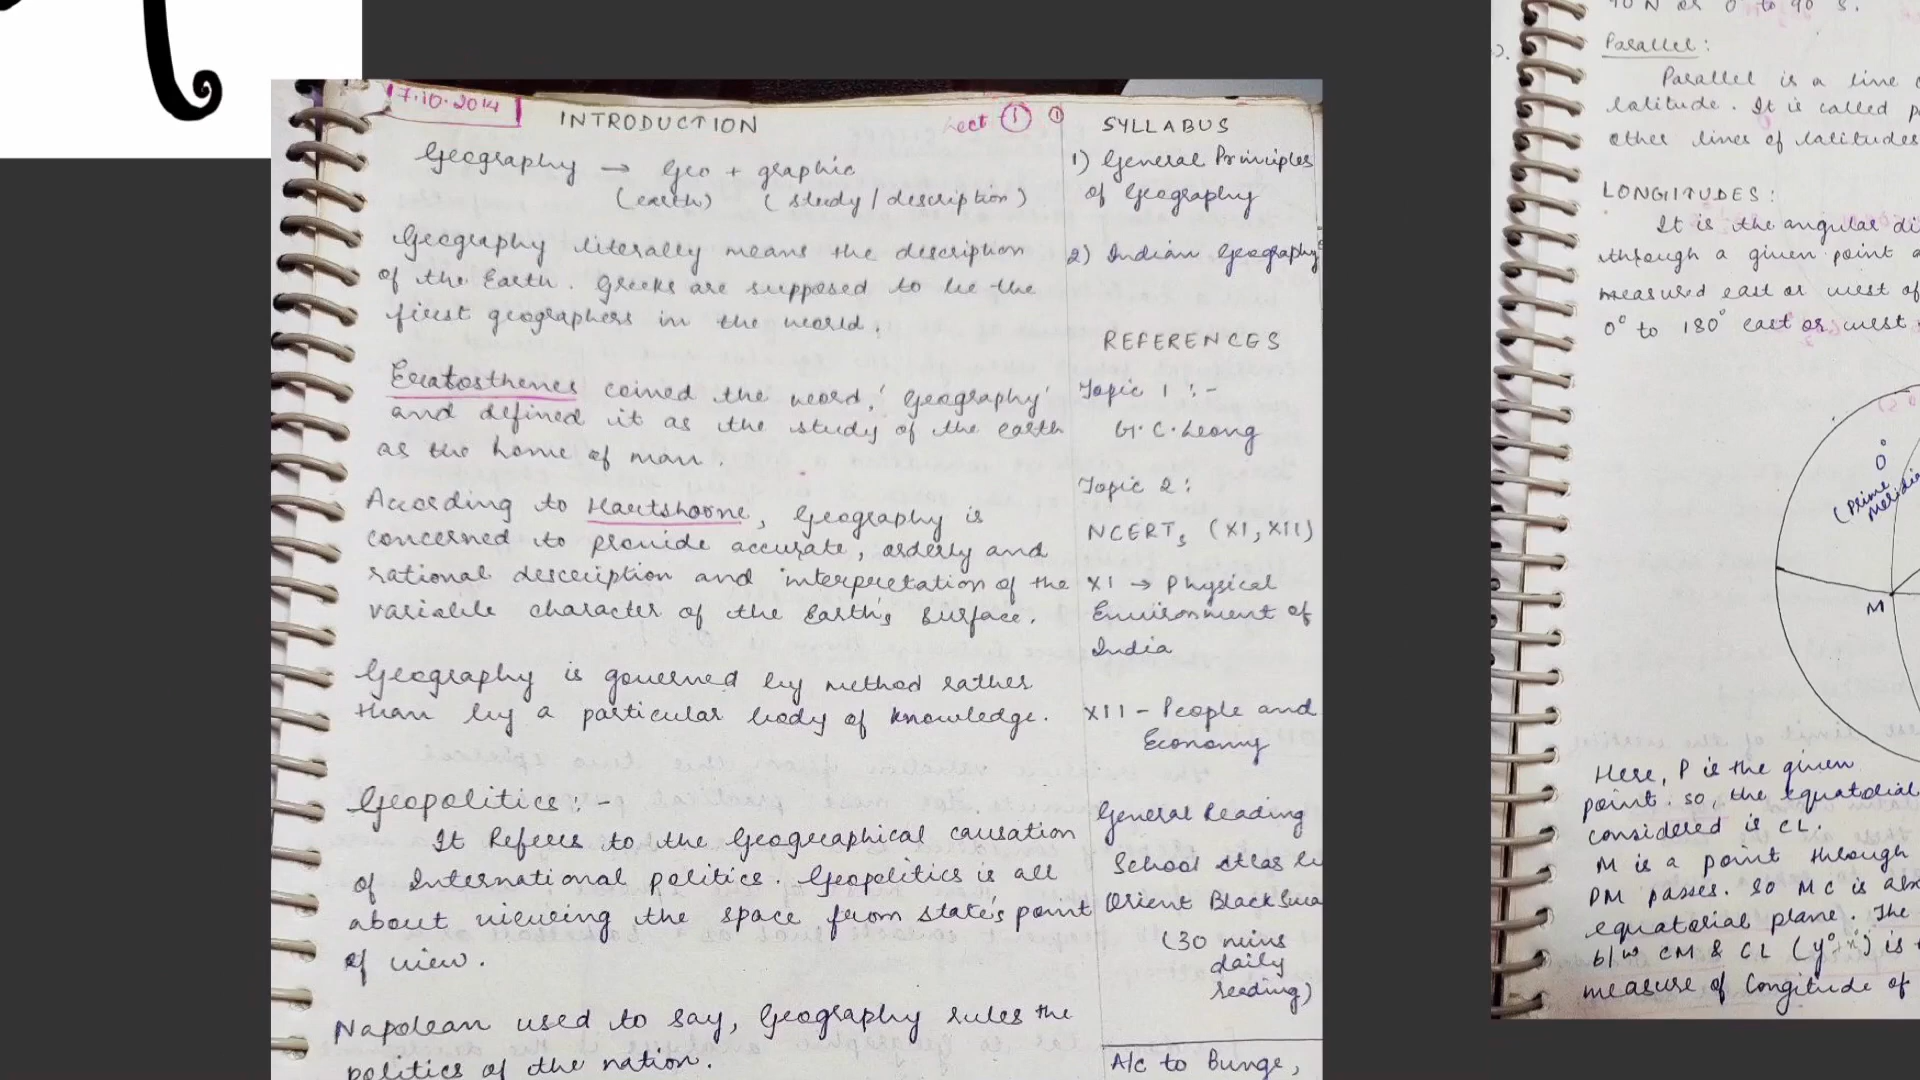 17.10.2014
INTRODUCTION
Lect - 1
1
Geography → Geo + graphic
(earth) (study / description)
Geography literally means the description
of the Earth. Greeks are supposed to be the
first geographers in the world.
Eratosthenes coined the word, 'Geography'
and defined it as the study of the earth
as the home of man.
According to Hartshorne, Geography is
concerned to provide accurate, orderly and
rational description and interpretation of the
variable character of the Earth's surface.
Geography is governed by method rather
than by a particular body of knowledge.
Geopolitics : -
It Refers to the Geographical causation
of International politics. Geopolitics is all
about viewing the space from state's point
of view.
Napolean used to say, Geography rules the
politics of the nation.
SYLLABUS
1) General Principles
of Geography
2) Indian Geography
REFERENCES
Topic 1 : -
G. C. Leong
Topic 2 :
NCERTs (XI, XII)
XI → Physical
Environment of
India
XII - People and
Economy
General Reading
School Atlas
Orient Black
(30 mins
daily
reading)
A/c to Bunge,
90 N or 0° to 90 S.
Parallel :
Parallel is a line
latitude. It is called
other lines of latitudes
LONGITUDES :
It is the angular
through a given point
measured east or west of
0° to 180° east or west
0°
(Prime
M
Here, P is the given
point. so, the equatorial
considered is CL.
M is a point through
PM passes. So MC is
equatorial plane. The
b/w CM & CL (y° + x°) is
measure of Longitude of